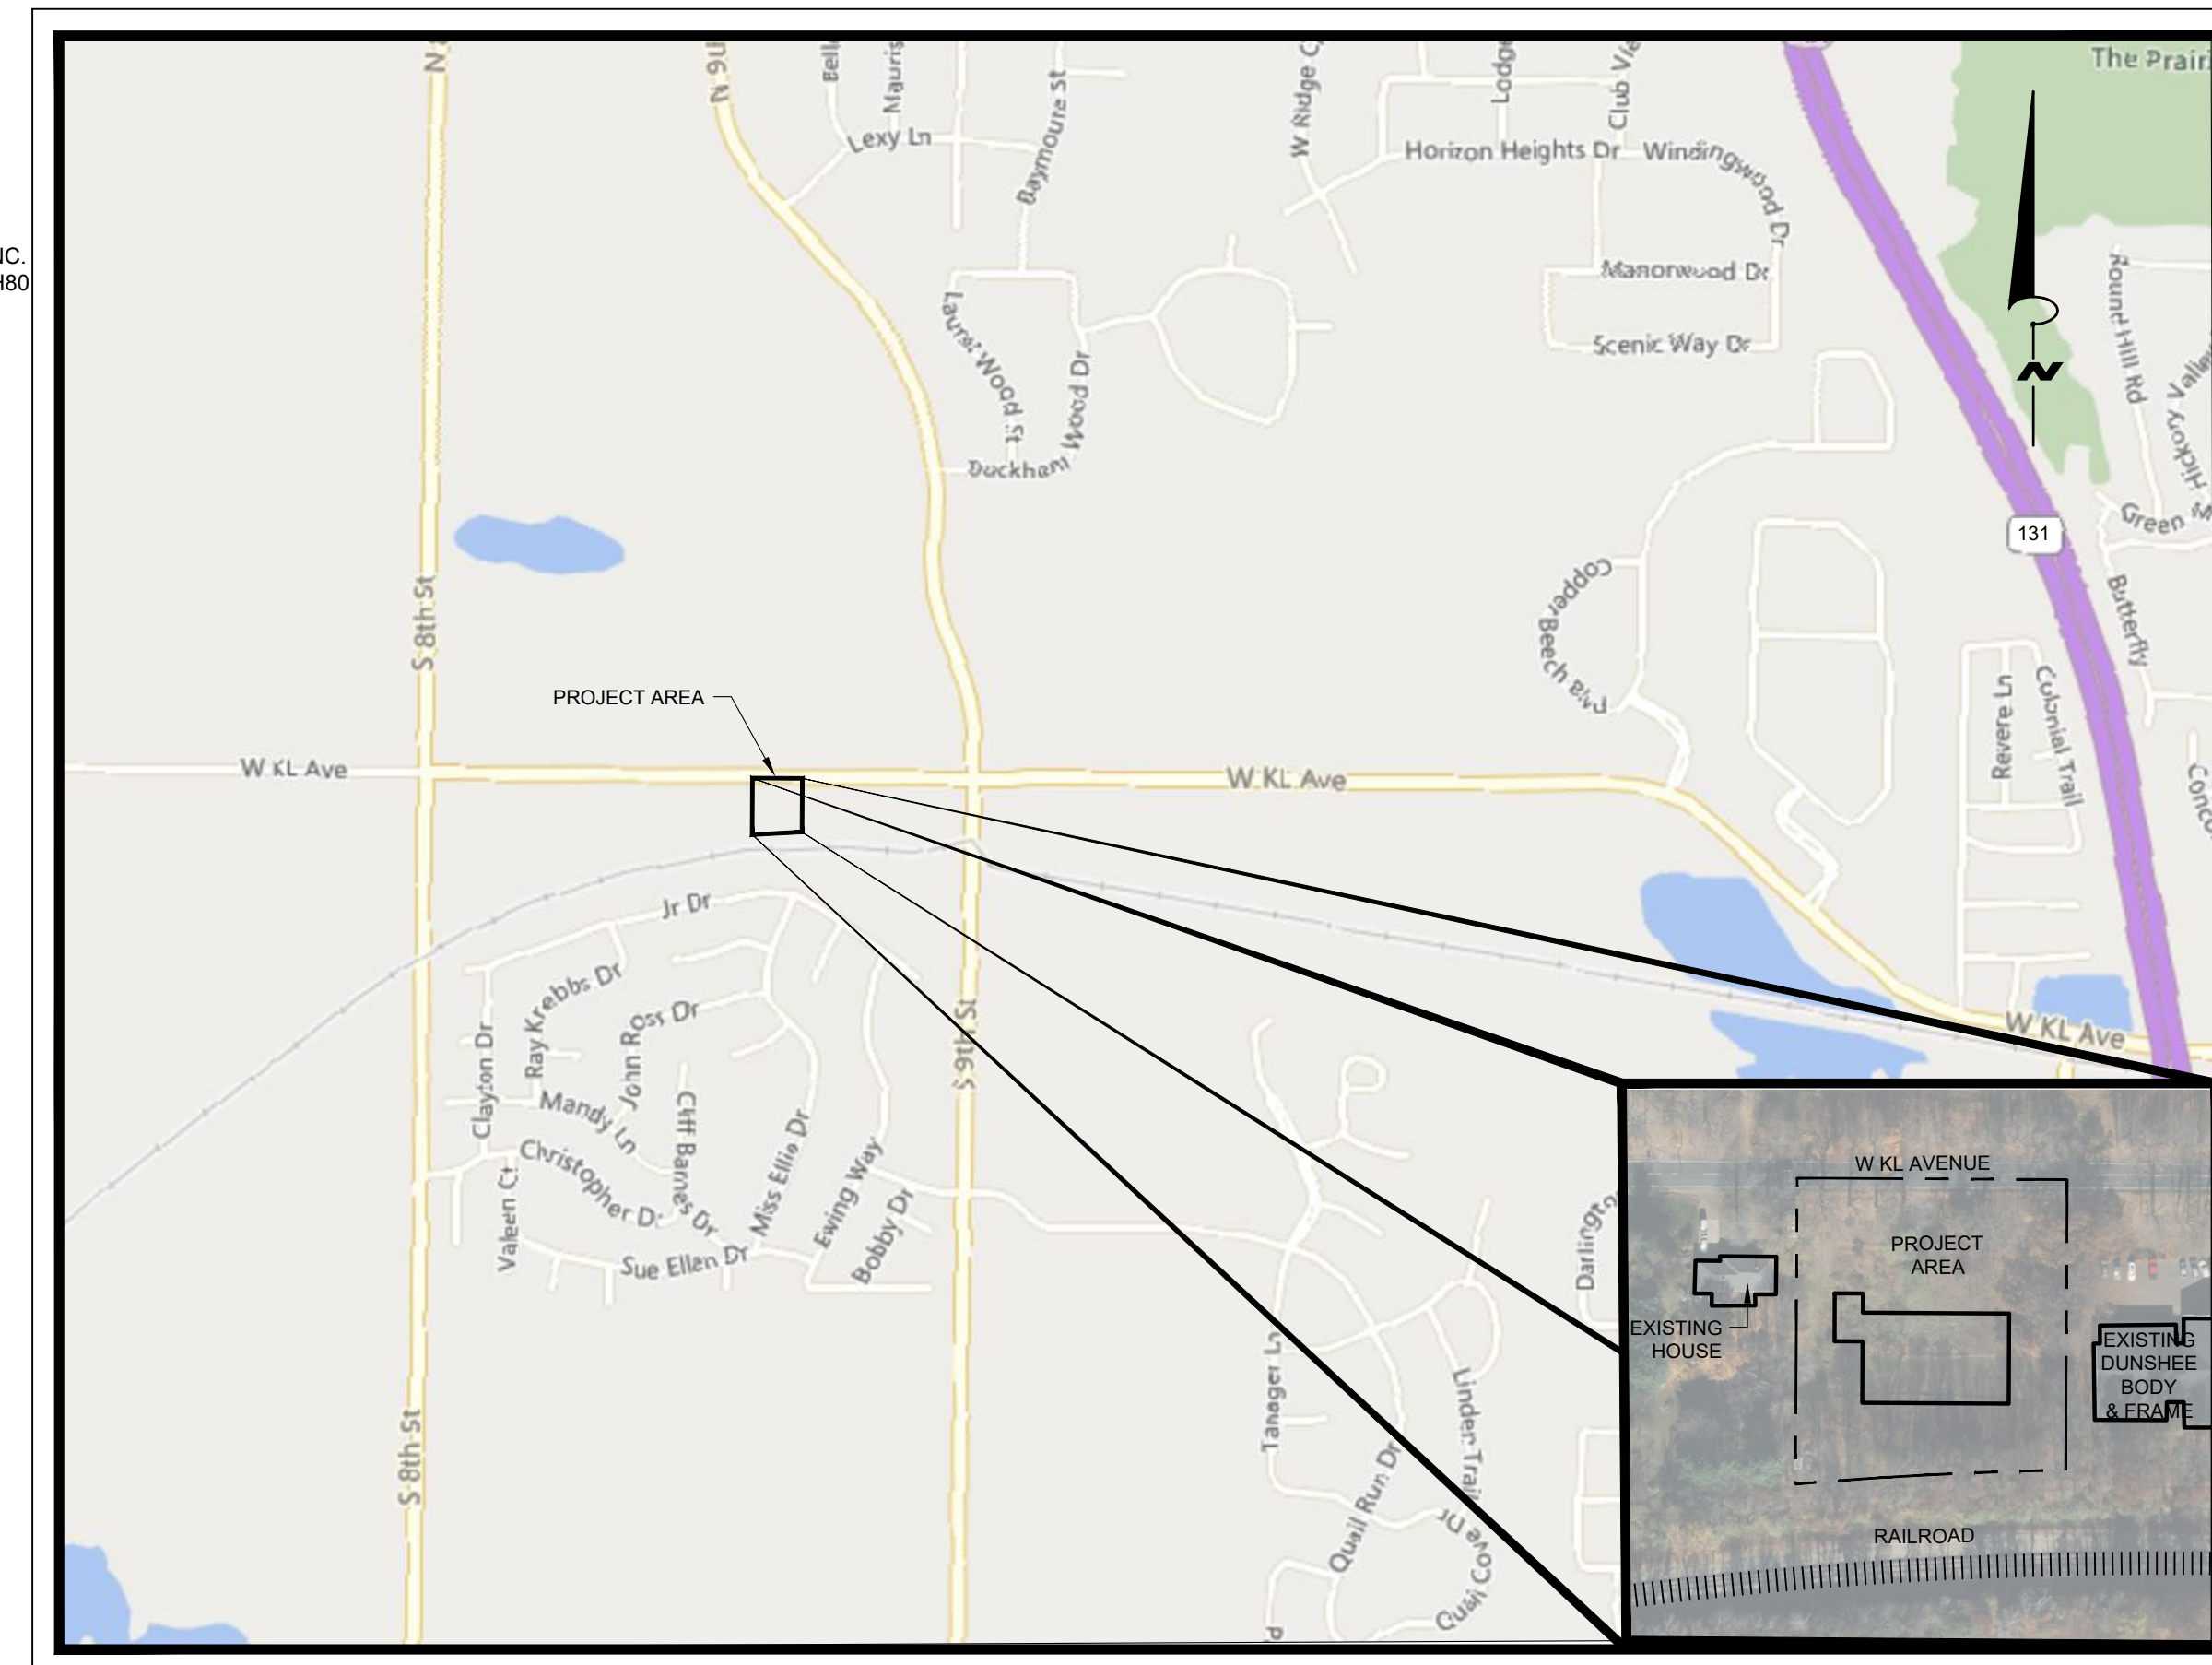 NC.
H80
N
N 9th
Bell
Mauris
Lexy Ln
Baymoure St
W Ridge C
Lodge
Club Vie
Horizon Heights Dr
Windingwood Dr
The Prair
Manorwood Dr
Scenic Way Dr
Laurel Wood St
Wood Dr
Duckham
Round Hill Rd
Hickory Valley
Green M
N
131
S 8th St
Copper Beech Blvd
Butterfly
Revere Ln
Colonial Trail
Conco
PROJECT AREA
W KL Ave
W KL Ave
Jr Dr
Ray Krebbs Dr
John Ross Dr
Clayton Dr
Mandy Ln
Cliff Barnes Dr
Christopher D
Valeen Ct
Miss Ellie Dr
Ewing Way
Bobby Dr
Sue Ellen Dr
S 9th St
W KL Ave
Darlingto
S 8th St
Tanager Ln
Linden Trail
Quail Run Dr
Quail Cove Dr
W KL AVENUE
PROJECT
AREA
EXISTING
HOUSE
EXISTING
DUNSHEE
BODY
& FRAME
RAILROAD